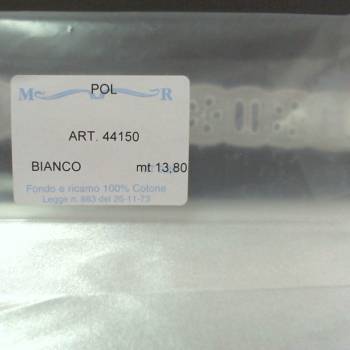 M POL R
ART. 44150
BIANCO mt 13,80
Fondo e ricamo 100% Cotone
Legge n. 883 del 26-11-73